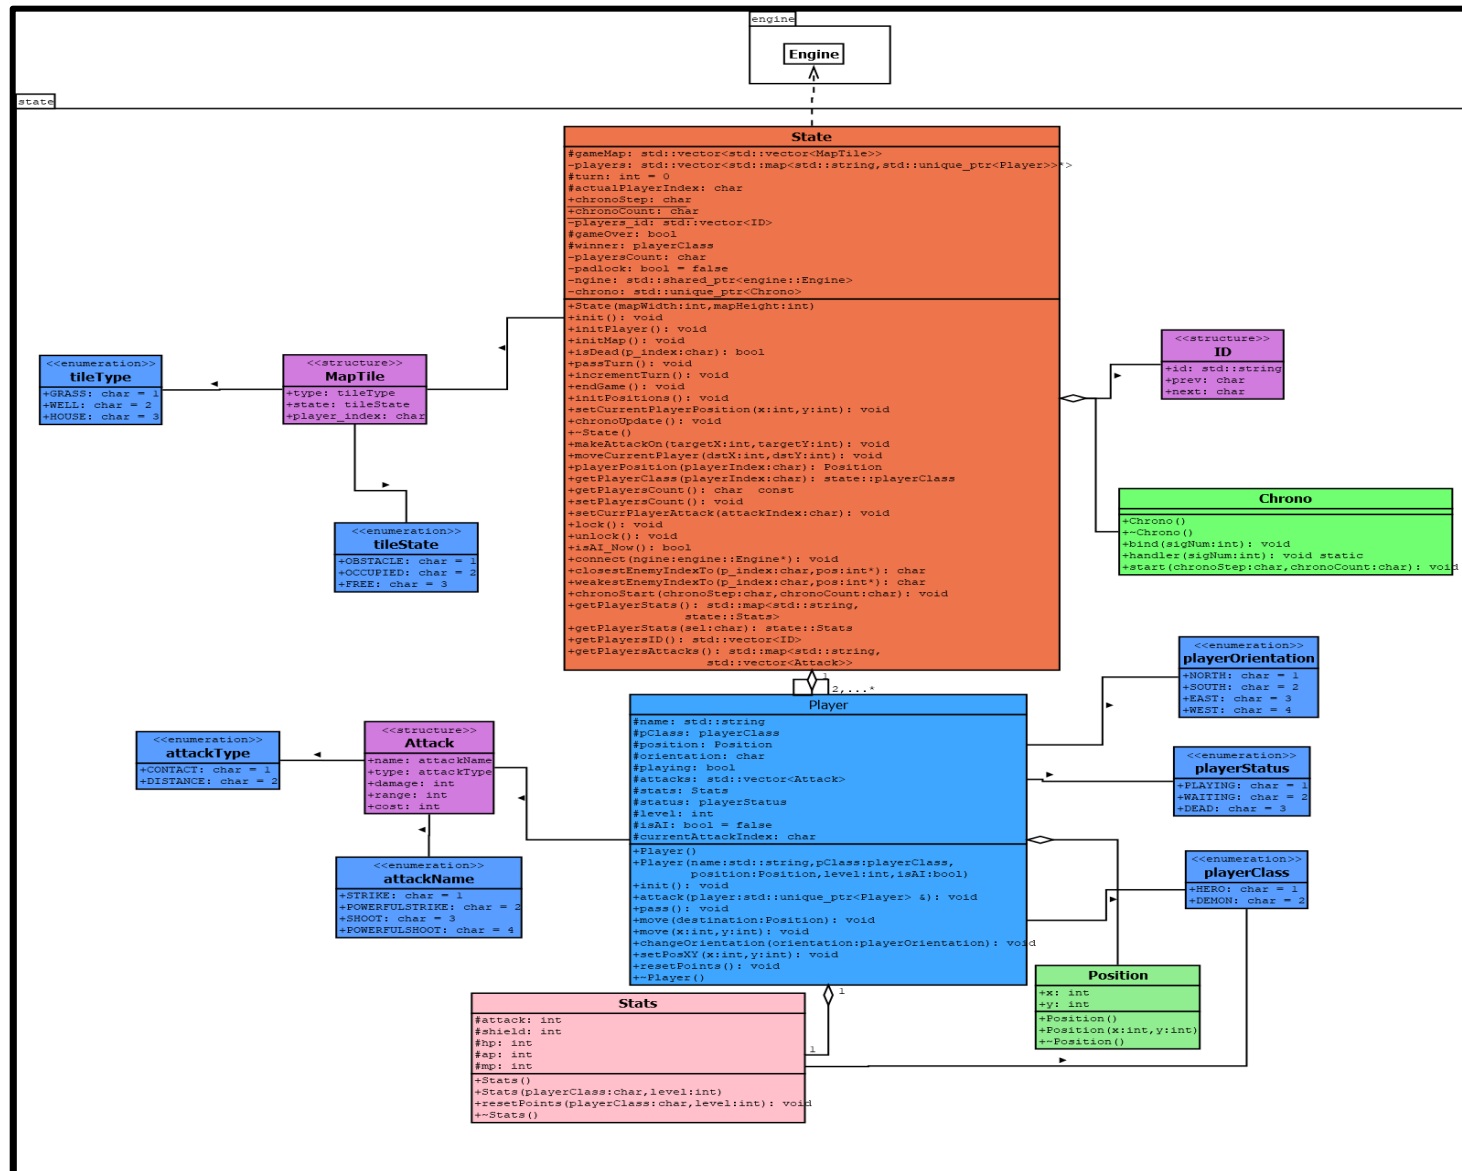 engine
Engine
state
State
#gameMap: std::vector<std::vector<MapTile>>
-players: std::vector<std::map<std::string,std::unique_ptr<Player>>*>
#turn: int = 0
#actualPlayerIndex: char
+chronoStep: char
+chronoCount: char
-players_id: std::vector<ID>
#gameOver: bool
#winner: playerClass
-playersCount: char
-padlock: bool = false
-ngine: std::shared_ptr<engine::Engine>
-chrono: std::unique_ptr<Chrono>
+State(mapWidth:int,mapHeight:int)
+init(): void
+initPlayer(): void
+initMap(): void
+isDead(p_index:char): bool
+passTurn(): void
+incrementTurn(): void
+endGame(): void
+initPositions(): void
+setCurrentPlayerPosition(x:int,y:int): void
+chronoUpdate(): void
+~State()
+makeAttackOn(targetX:int,targetY:int): void
+moveCurrentPlayer(dstX:int,dstY:int): void
+playerPosition(playerIndex:char): Position
+getPlayerClass(playerIndex:char): state::playerClass
+getPlayersCount(): char  const
+setPlayersCount(): void
+setCurrPlayerAttack(attackIndex:char): void
+lock(): void
+unlock(): void
+isAI_Now(): bool
+connect(ngine:engine::Engine*): void
+closestEnemyIndexTo(p_index:char,pos:int*): char
+weakestEnemyIndexTo(p_index:char,pos:int*): char
+chronoStart(chronoStep:char,chronoCount:char): void
+getPlayerStats(): std::map<std::string,
state::Stats>
+getPlayerStats(sel:char): state::Stats
+getPlayersID(): std::vector<ID>
+getPlayersAttacks(): std::map<std::string,
std::vector<Attack>>
<<enumeration>>
tileType
+GRASS: char = 1
+WELL: char = 2
+HOUSE: char = 3
<<structure>>
MapTile
+type: tileType
+state: tileState
+player_index: char
<<enumeration>>
tileState
+OBSTACLE: char = 1
+OCCUPIED: char = 2
+FREE: char = 3
<<structure>>
ID
+id: std::string
+prev: char
+next: char
Chrono
+Chrono()
+~Chrono()
+bind(sigNum:int): void
+handler(sigNum:int): void static
+start(chronoStep:char,chronoCount:char): void
1
2,...*
Player
#name: std::string
#pClass: playerClass
#position: Position
#orientation: char
#playing: bool
#attacks: std::vector<Attack>
#stats: Stats
#status: playerStatus
#level: int
#isAI: bool = false
#currentAttackIndex: char
+Player()
+Player(name:std::string,pClass:playerClass,
position:Position,level:int,isAI:bool)
+init(): void
+attack(player:std::unique_ptr<Player> &): void
+pass(): void
+move(destination:Position): void
+move(x:int,y:int): void
+changeOrientation(orientation:playerOrientation): void
+setPosXY(x:int,y:int): void
+resetPoints(): void
+~Player()
<<enumeration>>
attackType
+CONTACT: char = 1
+DISTANCE: char = 2
<<structure>>
Attack
+name: attackName
+type: attackType
+damage: int
+range: int
+cost: int
<<enumeration>>
attackName
+STRIKE: char = 1
+POWERFULSTRIKE: char = 2
+SHOOT: char = 3
+POWERFULSHOOT: char = 4
<<enumeration>>
playerOrientation
+NORTH: char = 1
+SOUTH: char = 2
+EAST: char = 3
+WEST: char = 4
<<enumeration>>
playerStatus
+PLAYING: char = 1
+WAITING: char = 2
+DEAD: char = 3
<<enumeration>>
playerClass
+HERO: char = 1
+DEMON: char = 2
Position
+x: int
+y: int
+Position()
+Position(x:int,y:int)
+~Position()
1
1
Stats
#attack: int
#shield: int
#hp: int
#ap: int
#mp: int
+Stats()
+Stats(playerClass:char,level:int)
+resetPoints(playerClass:char,level:int): void
+~Stats()